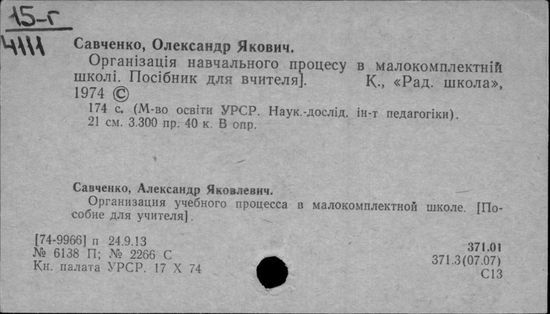 15-г
4111
Савченко, Олександр Якович.
Організація навчального процесу в малокомплектній
школі. Посібник для вчителя]. К., «Рад. школа»,
1974 ©
174 с. (М-во освіти УРСР. Наук.-дослід. ін-т педагогіки).
21 см. 3.300 пр. 40 к. В опр.
Савченко, Александр Яковлевич.
Организация учебного процесса в малокомплектной школе. [По-
собие для учителя].
[74-9966] п 24.9.13
№ 6138 П; № 2266 С
Кн. палата УРСР. 17 X 74
371.01
371.3(07.07)
С13